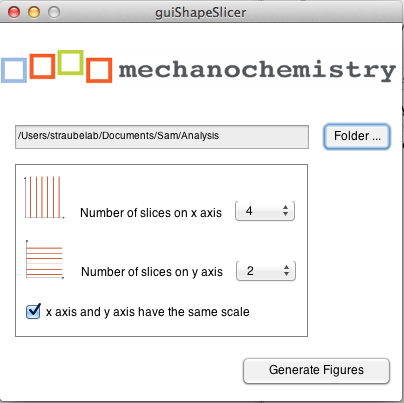 guiShapeSlicer
mechanochemistry
/Users/straubelab/Documents/Sam/Analysis
Folder ...
Number of slices on x axis
4
Number of slices on y axis
2
x axis and y axis have the same scale
Generate Figures